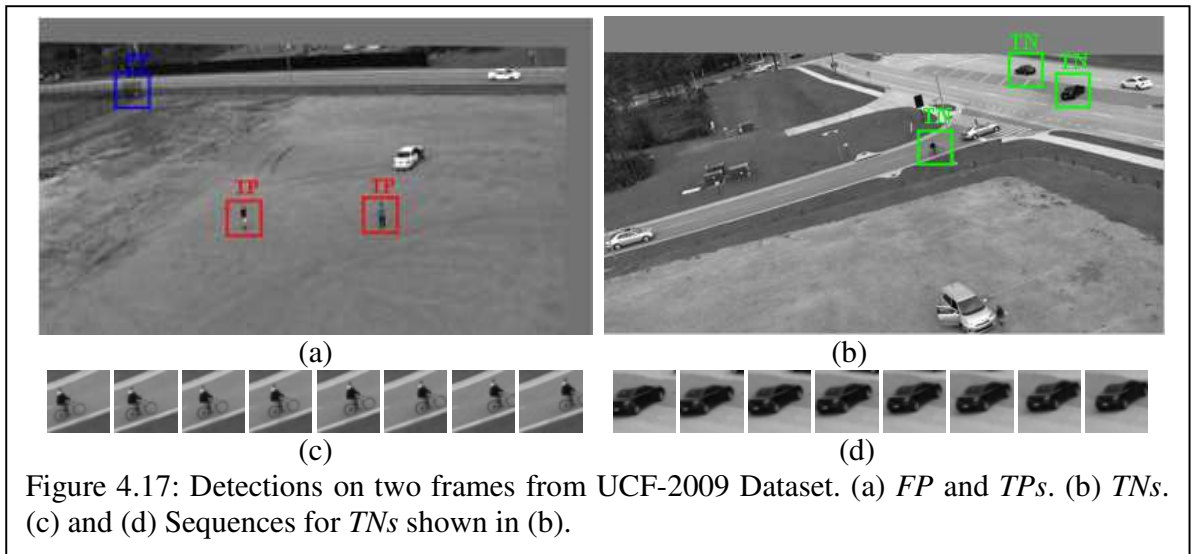 FP
TP
TP
TN
TN
TN
(a)
(b)
(c)
(d)
Figure 4.17: Detections on two frames from UCF-2009 Dataset. (a) FP and TPs. (b) TNs.
(c) and (d) Sequences for TNs shown in (b).